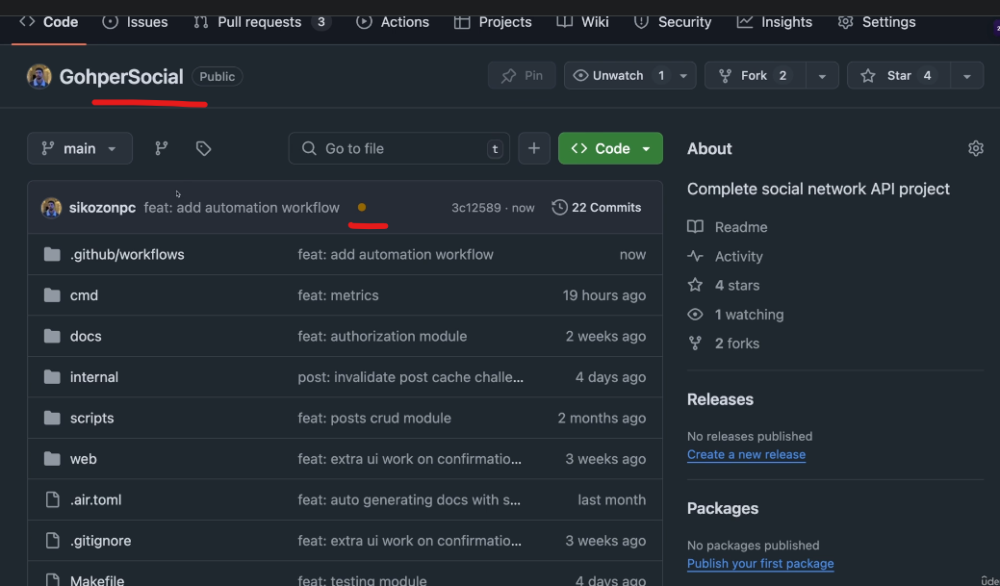 Code Issues Pull requests 3 Actions Projects Wiki Security Insights Settings
GohperSocial Public Pin Unwatch 1 Fork 2 Star 4
main Go to file t + Code
sikozonpc feat: add automation workflow 3c12589 · now 22 Commits
.github/workflows feat: add automation workflow now
cmd feat: metrics 19 hours ago
docs feat: authorization module 2 weeks ago
internal post: invalidate post cache challe... 4 days ago
scripts feat: posts crud module 2 months ago
web feat: extra ui work on confirmatio... 3 weeks ago
.air.toml feat: auto generating docs with s... last month
.gitignore feat: extra ui work on confirmatio... 3 weeks ago
Makefile feat: testing module 4 days ago
About
Complete social network API project
Readme
Activity
4 stars
1 watching
2 forks
Releases
No releases published
Create a new release
Packages
No packages published
Publish your first package